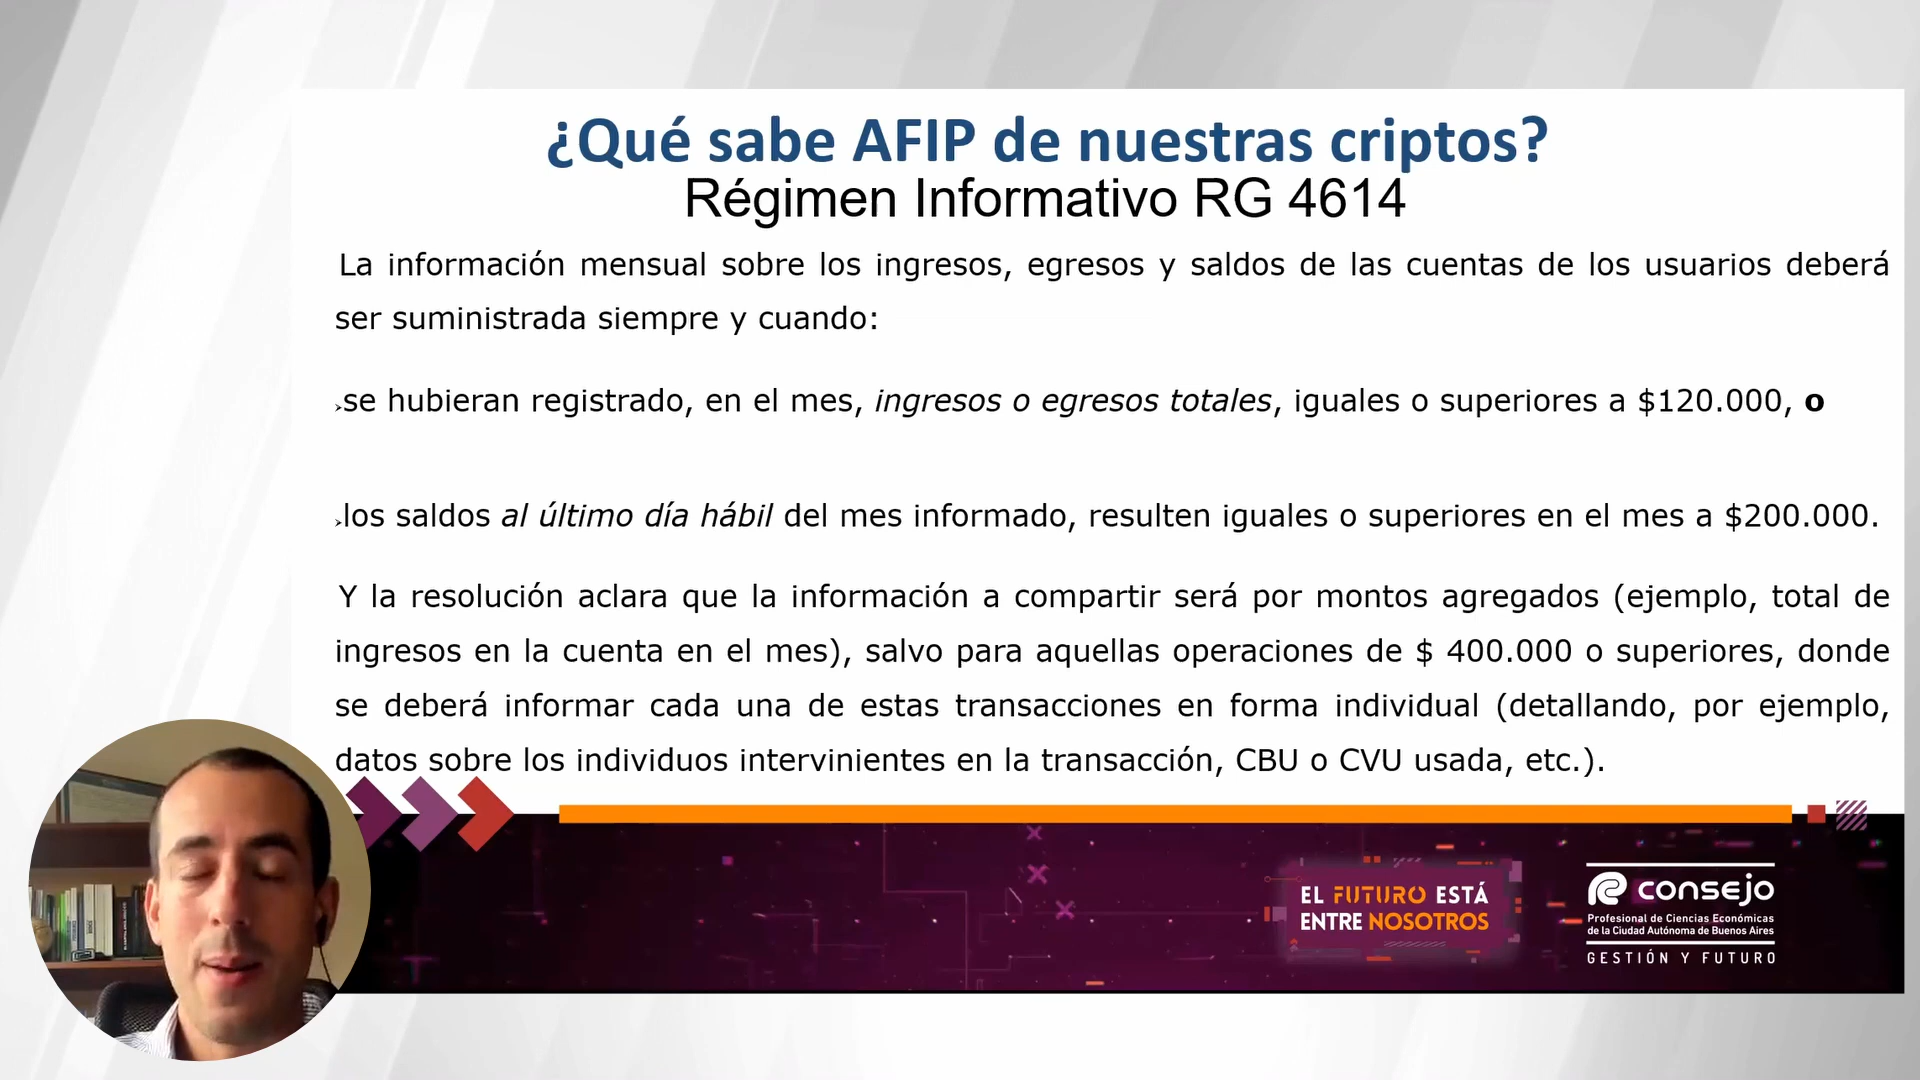 ¿Qué sabe AFIP de nuestras criptos?
Régimen Informativo RG 4614
La información mensual sobre los ingresos, egresos y saldos de las cuentas de los usuarios deberá
ser suministrada siempre y cuando:
se hubieran registrado, en el mes, ingresos o egresos totales, iguales o superiores a $120.000, o
los saldos al último día hábil del mes informado, resulten iguales o superiores en el mes a $200.000.
Y la resolución aclara que la información a compartir será por montos agregados (ejemplo, total de
ingresos en la cuenta en el mes), salvo para aquellas operaciones de $ 400.000 o superiores, donde
se deberá informar cada una de estas transacciones en forma individual (detallando, por ejemplo,
datos sobre los individuos intervinientes en la transacción, CBU o CVU usada, etc.).
EL FUTURO ESTÁ
ENTRE NOSOTROS
consejo
Profesional de Ciencias Económicas
de la Ciudad Autónoma de Buenos Aires
GESTIÓN Y FUTURO